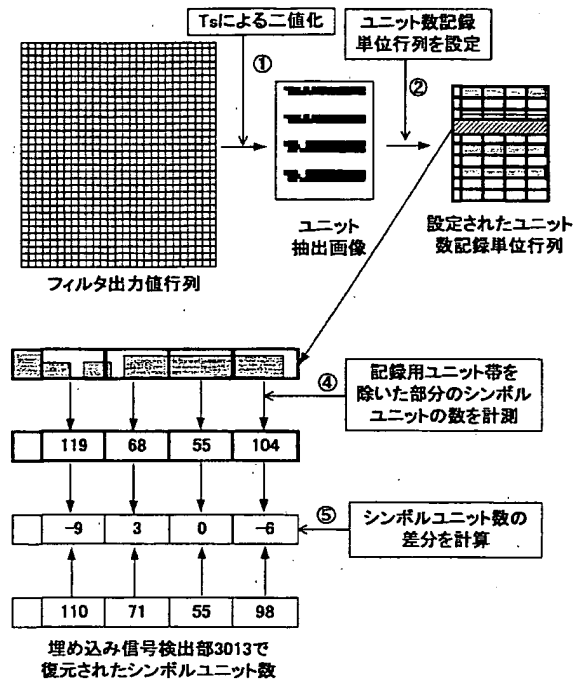 Tsによる二値化
ユニット数記録
単位行列を設定
①
②
フィルタ出力値行列
ユニット
抽出画像
設定されたユニット
数記録単位行列
④
記録用ユニット帯を
除いた部分のシンボル
ユニットの数を計測
119 68 55 104
−9 3 0 −6
⑤
シンボルユニット数の
差分を計算
110 71 55 98
埋め込み信号検出部3013で
復元されたシンボルユニット数